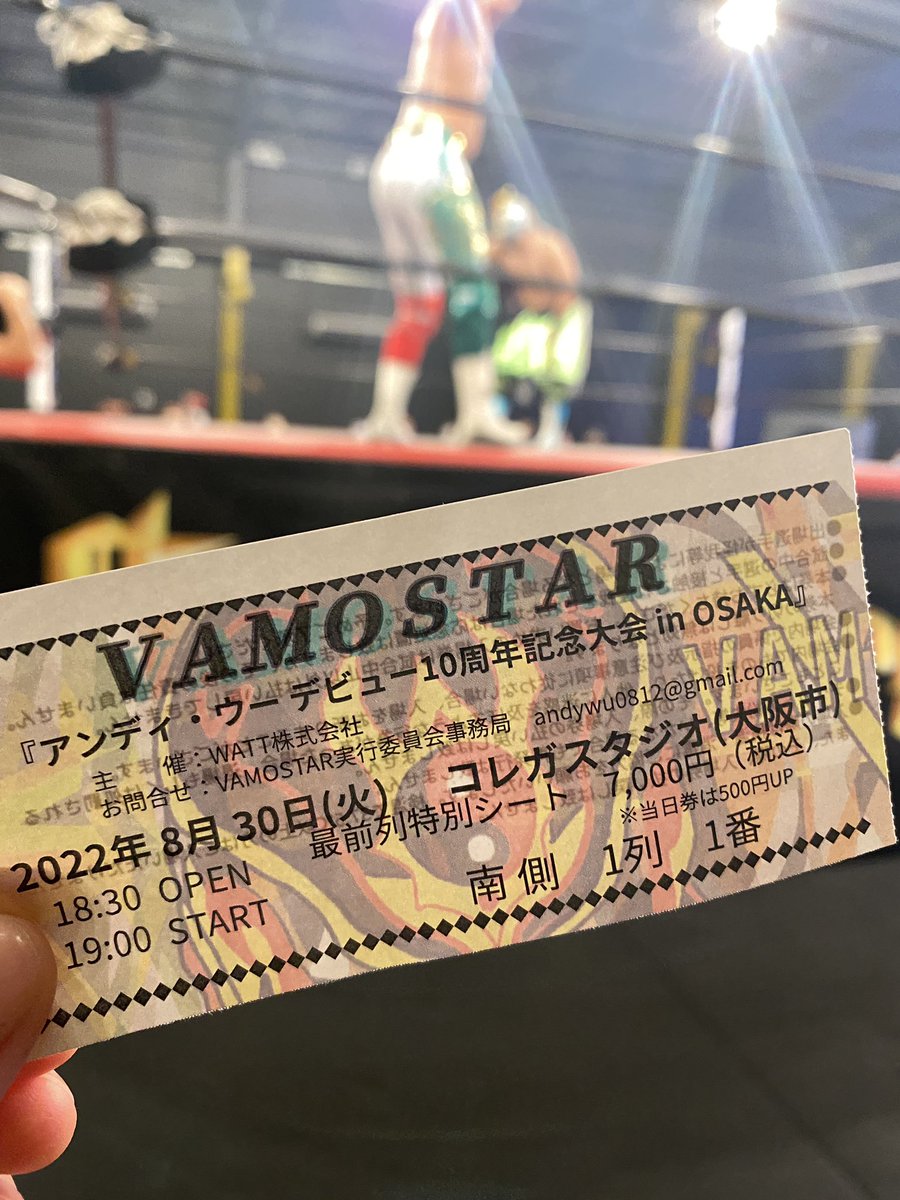 VAMOSTAR
『アンディ・ウー デビュー10周年記念大会 in OSAKA』
主 催：WATT株式会社
お問合せ：VAMOSTAR実行委員会事務局 andywu0812@gmail.com
2022年 8月 30日(火) コレガスタジオ(大阪市)
18:30 OPEN 最前列特別シート 7,000円（税込）
※当日券は500円UP
19:00 START 南側 1列 1番